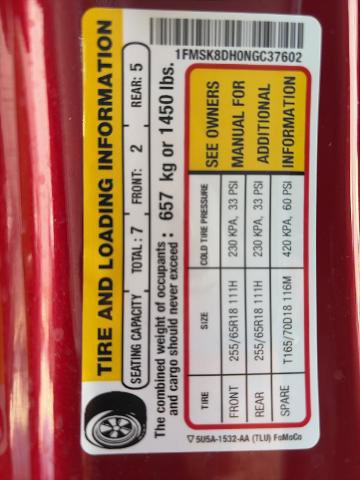 TIRE AND LOADING INFORMATION
SEATING CAPACITY TOTAL: 7 FRONT: 2 REAR: 5
The combined weight of occupants and cargo should never exceed : 657 kg or 1450 lbs.
1FMSK8DH0NGC37602
TIRE SIZE COLD TIRE PRESSURE SEE OWNERS
FRONT 255/65R18 111H 230 KPA, 33 PSI MANUAL FOR
REAR 255/65R18 111H 230 KPA, 33 PSI ADDITIONAL
SPARE T165/70D18 116M 420 KPA, 60 PSI INFORMATION
5U5A-1532-AA (TLU) FoMoCo